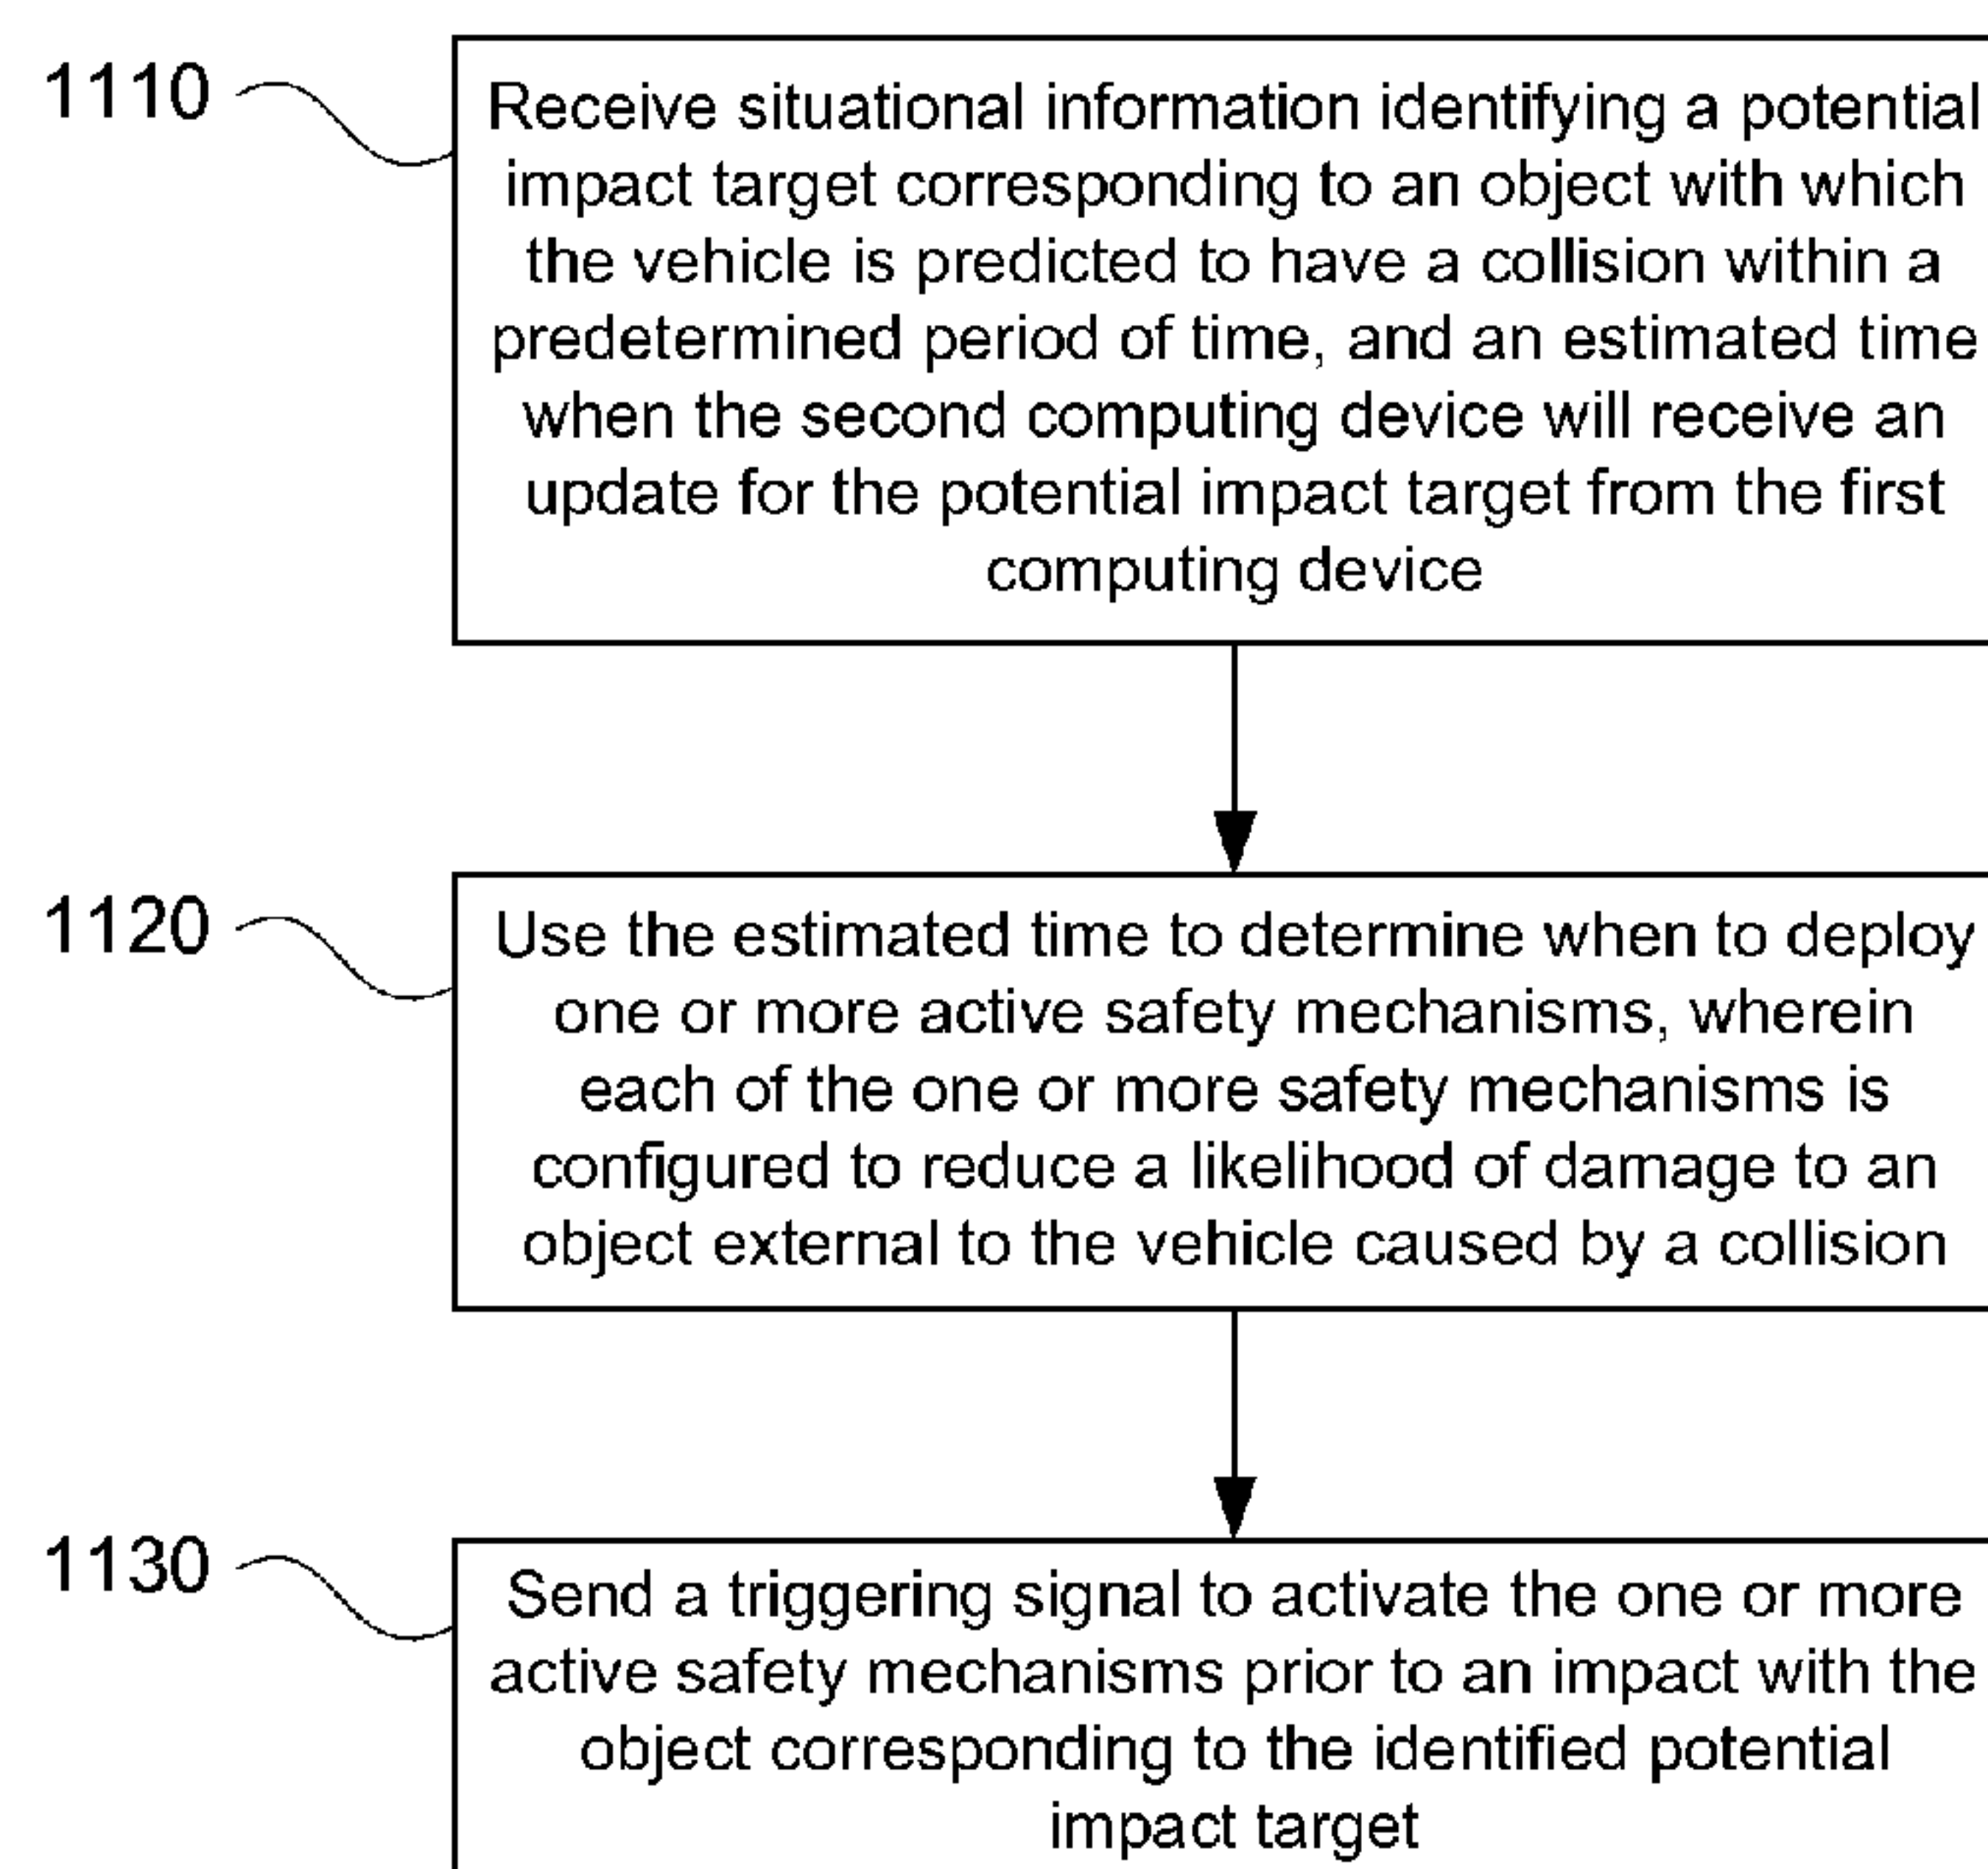 1110
Receive situational information identifying a potential
impact target corresponding to an object with which
the vehicle is predicted to have a collision within a
predetermined period of time, and an estimated time
when the second computing device will receive an
update for the potential impact target from the first
computing device
1120
Use the estimated time to determine when to deploy
one or more active safety mechanisms, wherein
each of the one or more safety mechanisms is
configured to reduce a likelihood of damage to an
object external to the vehicle caused by a collision
1130
Send a triggering signal to activate the one or more
active safety mechanisms prior to an impact with the
object corresponding to the identified potential
impact target